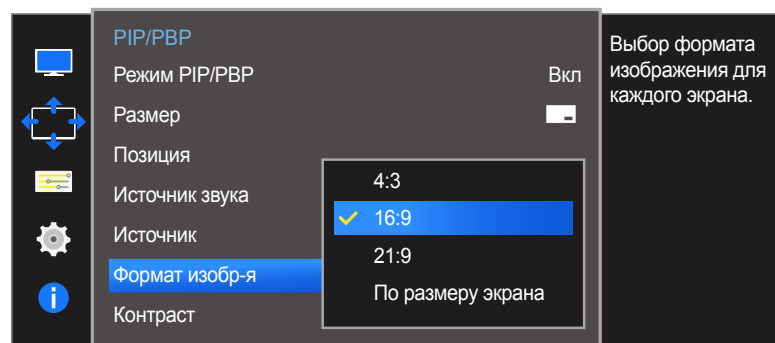 PIP/PBP
Режим PIP/PBP Вкл
Размер
Позиция
Источник звука
Источник
Формат изобр-я
Контраст
4:3
16:9
21:9
По размеру экрана
Выбор формата
изображения для
каждого экрана.